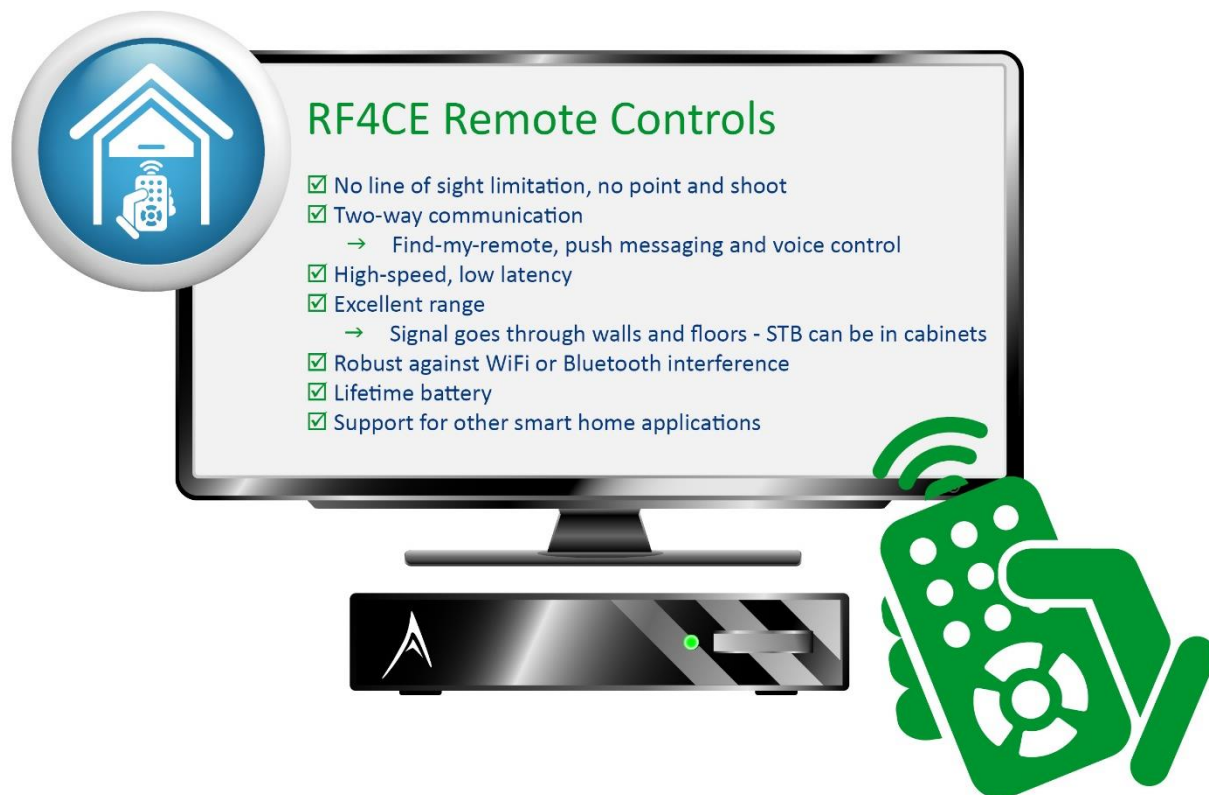 RF4CE Remote Controls
☑ No line of sight limitation, no point and shoot
☑ Two-way communication
→ Find-my-remote, push messaging and voice control
☑ High-speed, low latency
☑ Excellent range
→ Signal goes through walls and floors - STB can be in cabinets
☑ Robust against WiFi or Bluetooth interference
☑ Lifetime battery
☑ Support for other smart home applications